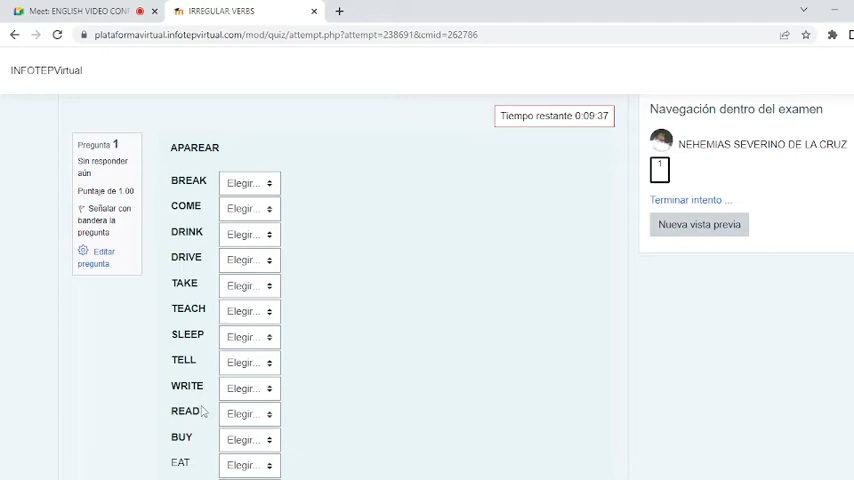 Meet: ENGLISH VIDEO CONF
IRREGULAR VERBS
plataformavirtual.infotepvirtual.com/mod/quiz/attempt.php?attempt=238691&cmid=262786
INFOTEPVirtual
Tiempo restante 0:09:37
Pregunta 1
Sin responder
aún
Puntaje de 1.00
Señalar con
bandera la
pregunta
Editar
pregunta
APAREAR
BREAK Elegir...
COME Elegir...
DRINK Elegir...
DRIVE Elegir...
TAKE Elegir...
TEACH Elegir...
SLEEP Elegir...
TELL Elegir...
WRITE Elegir...
READ Elegir...
BUY Elegir...
EAT Elegir...
Navegación dentro del examen
NEHEMIAS SEVERINO DE LA CRUZ
1
Terminar intento ...
Nueva vista previa